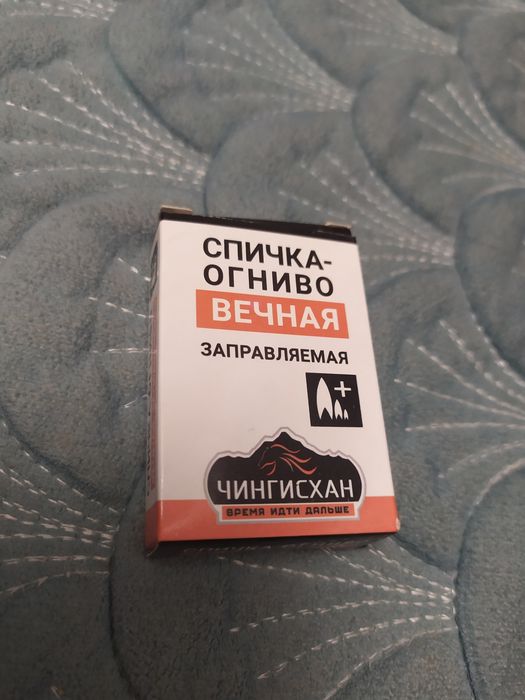 СПИЧКА-
ОГНИВО
ВЕЧНАЯ
ЗАПРАВЛЯЕМАЯ
ЧИНГИСХАН
ВРЕМЯ ИДТИ ДАЛЬШЕ